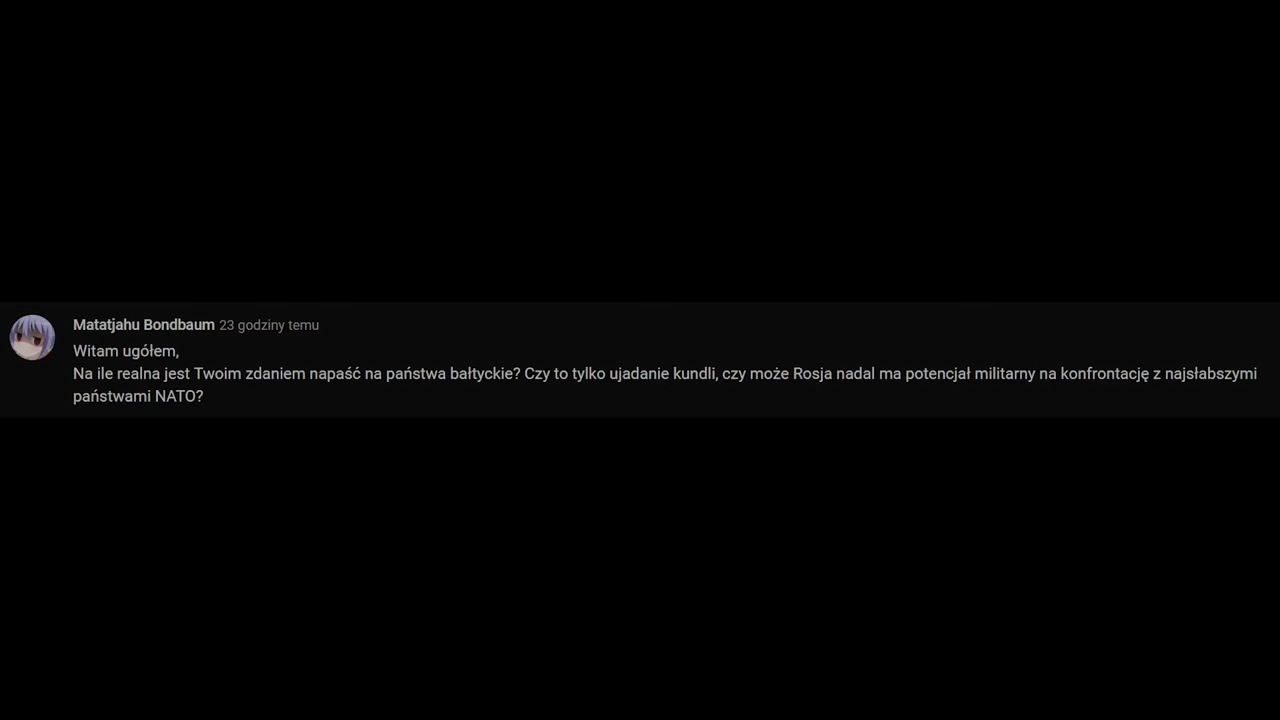 Matatjahu Bondbaum 23 godziny temu
Witam ugółem,
Na ile realna jest Twoim zdaniem napaść na państwa bałtyckie? Czy to tylko ujadanie kundli, czy może Rosja nadal ma potencjał militarny na konfrontację z najsłabszymi
państwami NATO?